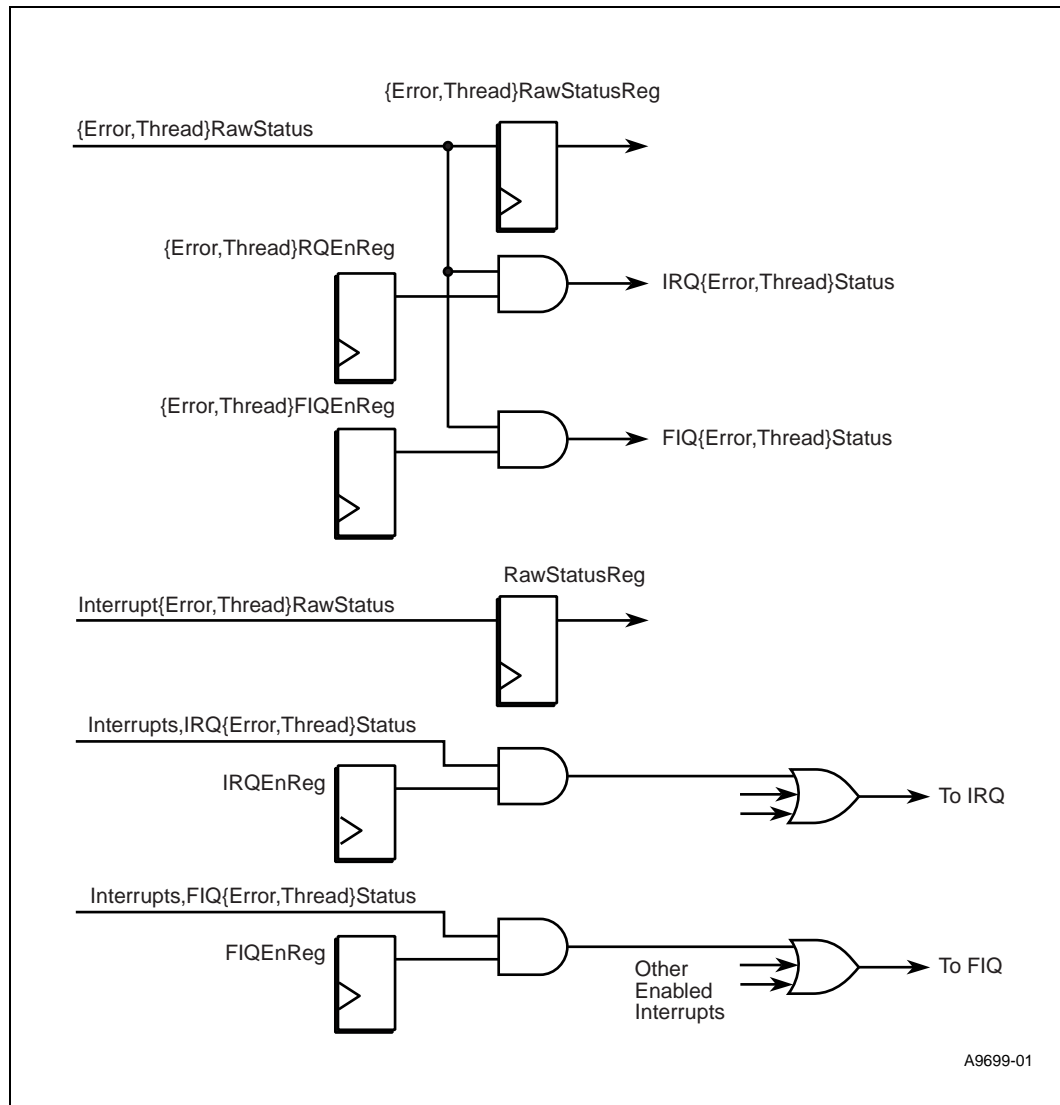 {Error,Thread}RawStatusReg
{Error,Thread}RawStatus
{Error,Thread}RQEnReg
IRQ{Error,Thread}Status
{Error,Thread}FIQEnReg
FIQ{Error,Thread}Status
RawStatusReg
Interrupt{Error,Thread}RawStatus
Interrupts,IRQ{Error,Thread}Status
IRQEnReg
To IRQ
Interrupts,FIQ{Error,Thread}Status
FIQEnReg
To FIQ
Other
Enabled
Interrupts
A9699-01